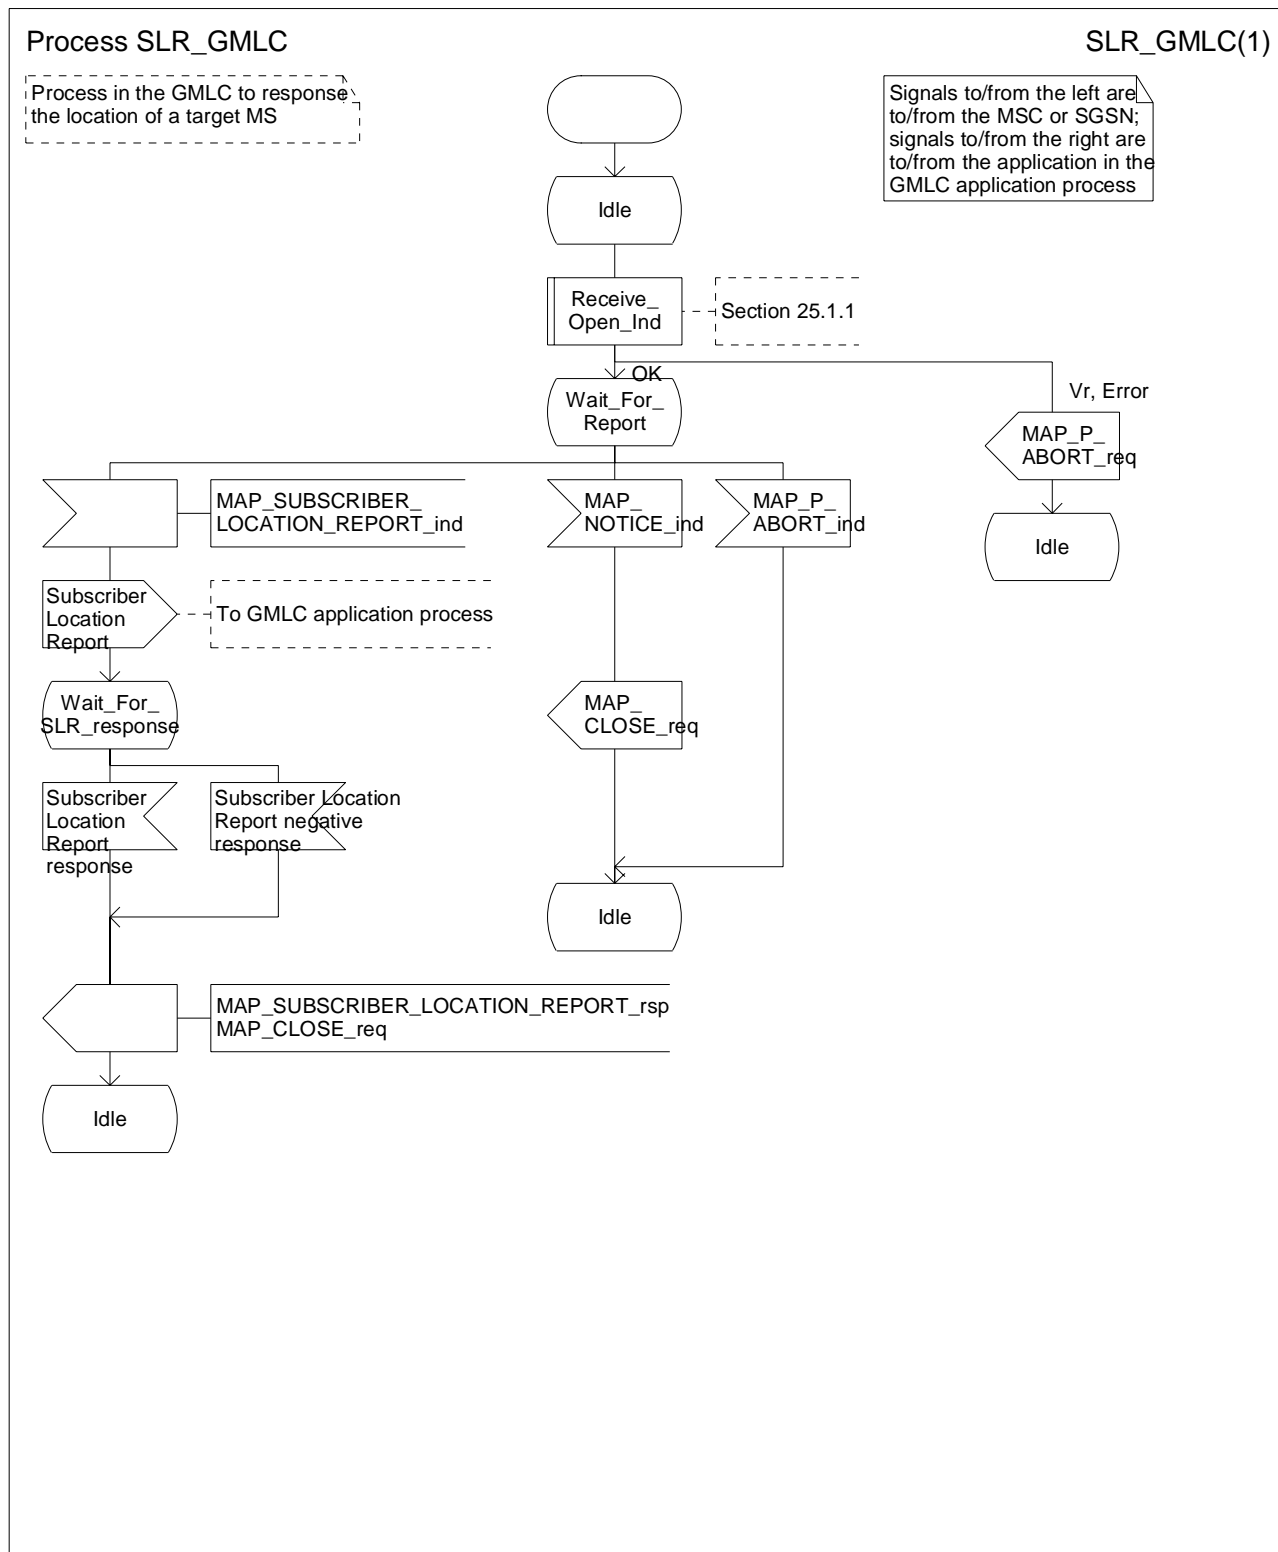 Process SLR_GMLC
SLR_GMLC(1)
Process in the GMLC to response
the location of a target MS
Signals to/from the left are
to/from the MSC or SGSN;
signals to/from the right are
to/from the application in the
GMLC application process
Idle
Receive_
Open_Ind
Section 25.1.1
OK
Vr, Error
Wait_For_
Report
MAP_P_
ABORT_req
Idle
MAP_SUBSCRIBER_
LOCATION_REPORT_ind
MAP_
NOTICE_ind
MAP_P_
ABORT_ind
Subscriber
Location
Report
To GMLC application process
Wait_For_
SLR_response
MAP_
CLOSE_req
Subscriber
Location
Report
response
Subscriber Location
Report negative
response
Idle
MAP_SUBSCRIBER_LOCATION_REPORT_rsp
MAP_CLOSE_req
Idle